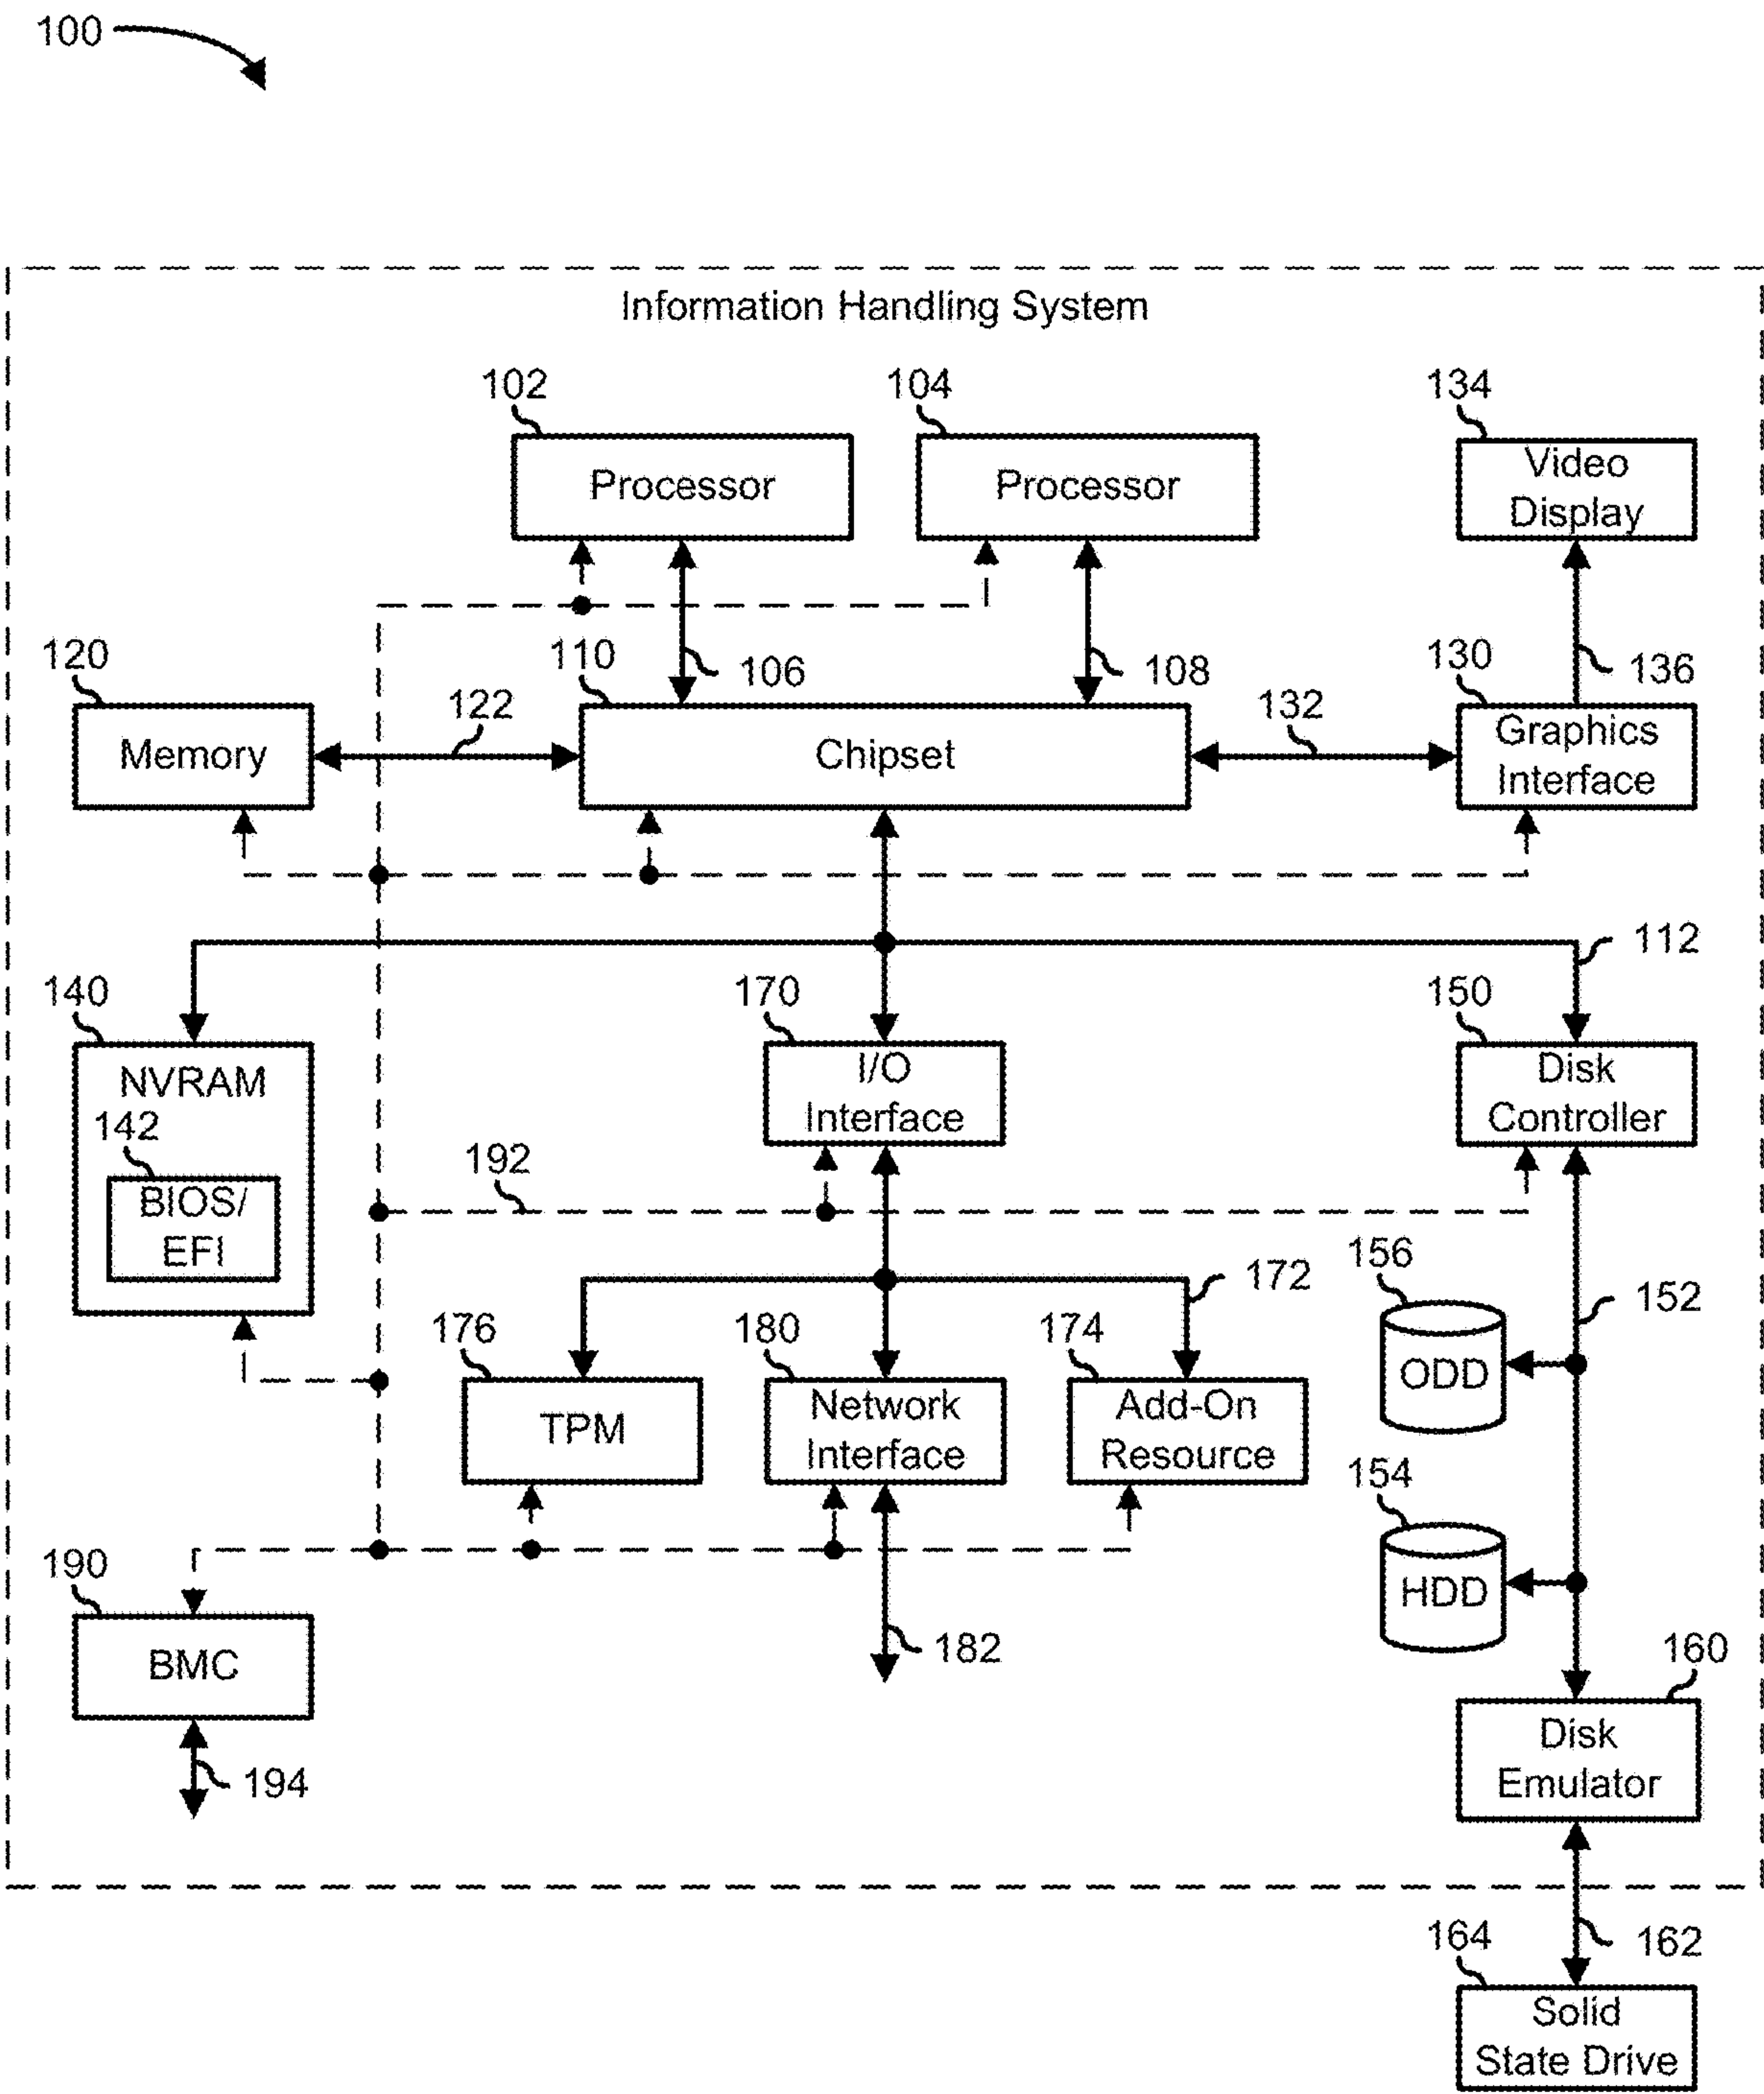 100
Information Handling System
102
104
134
Processor
Processor
Video
Display
120
110
106
108
130
136
122
132
Memory
Chipset
Graphics
Interface
112
140
170
150
NVRAM
I/O
Interface
Disk
Controller
142
BIOS/
EFI
192
156
172
152
176
180
174
ODD
TPM
Network
Interface
Add-On
Resource
154
190
HDD
BMC
182
160
194
Disk
Emulator
164
162
Solid
State Drive